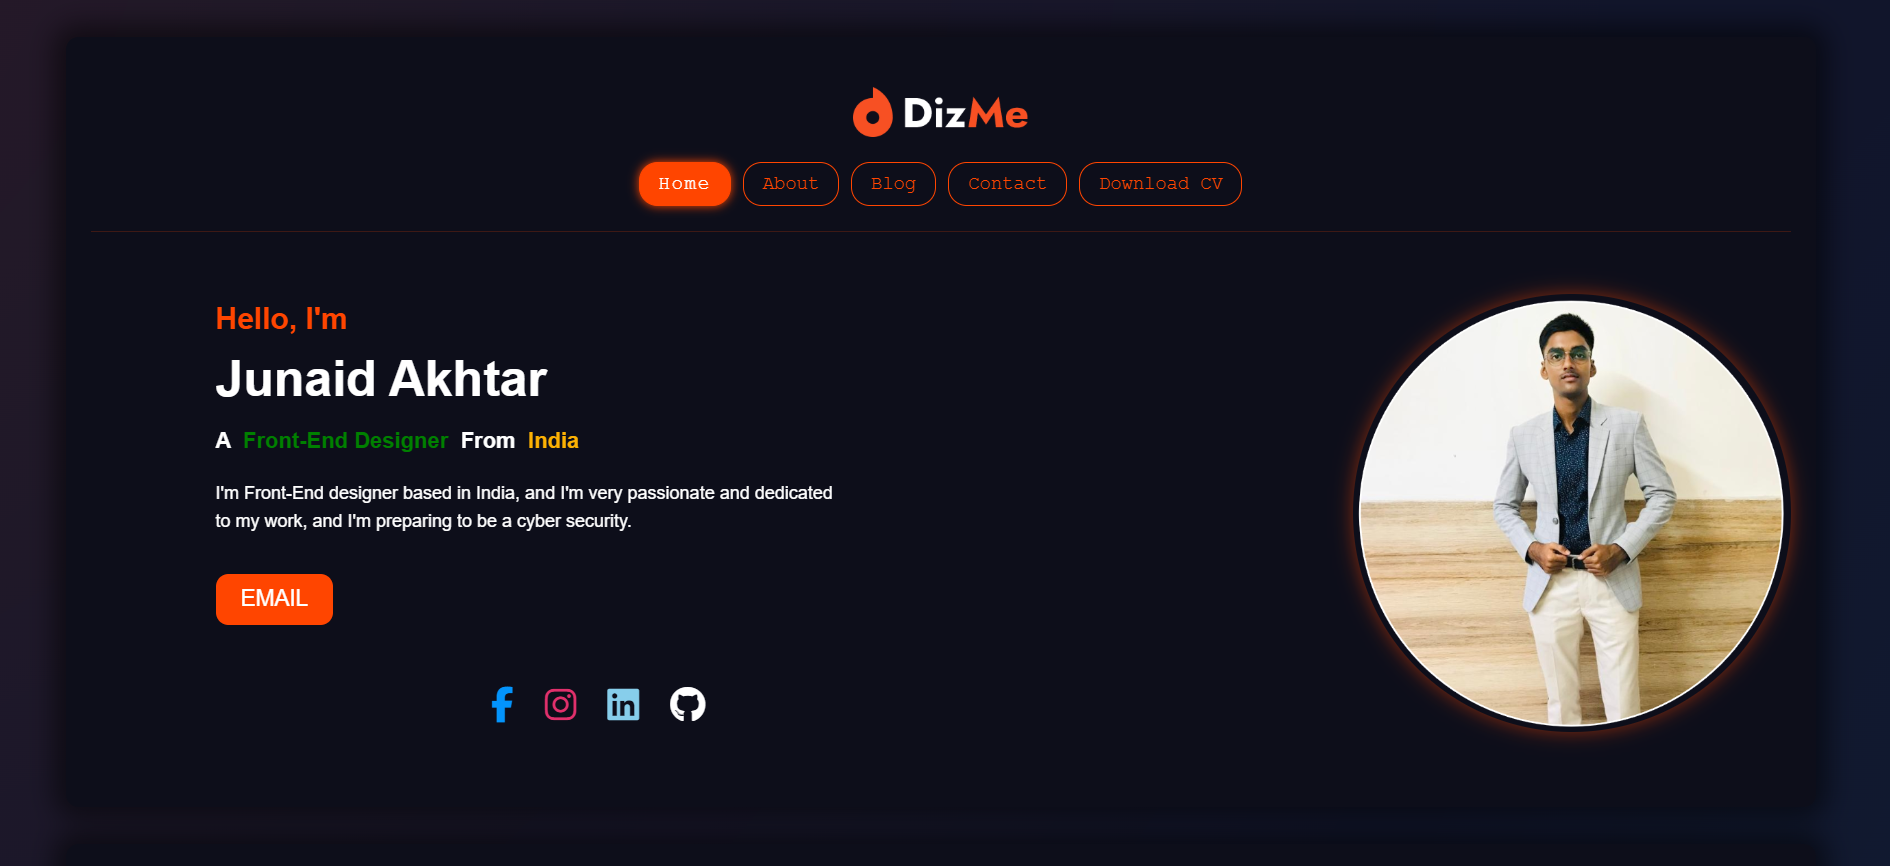 DizMe
Home About Blog Contact Download CV
Hello, I'm
Junaid Akhtar
A Front-End Designer From India
I'm Front-End designer based in India, and I'm very passionate and dedicated
to my work, and I'm preparing to be a cyber security.
EMAIL